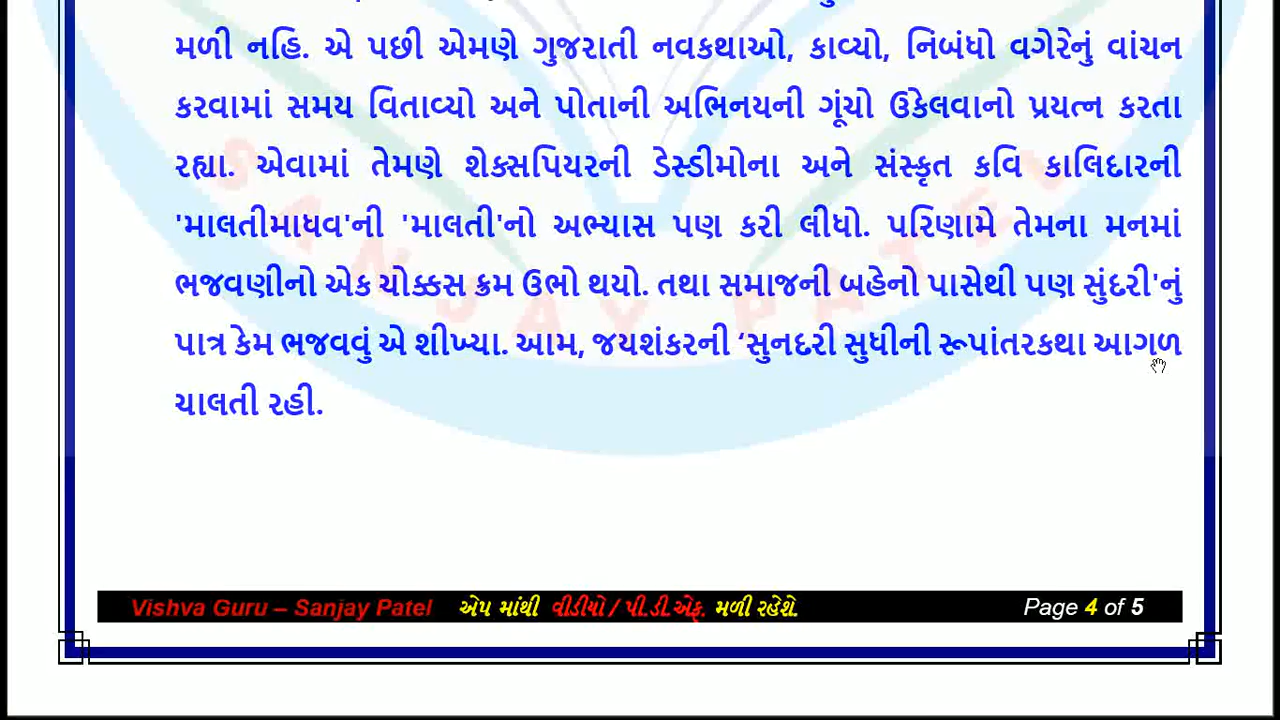 મળી નહિ. એ પછી એમણે ગુજરાતી નવકથાઓ, કાવ્યો, નિબંધો વગેરેનું વાંચન
કરવામાં સમય વિતાવ્યો અને પોતાની અભિનયની ગૂંચો ઉકેલવાનો પ્રયત્ન કરતા
રહ્યા. એવામાં તેમણે શેક્સપિયરની ડેસ્ડીમોના અને સંસ્કૃત કવિ કાલિદારની
'માલતીમાધવ'ની 'માલતી'નો અભ્યાસ પણ કરી લીધો. પરિણામે તેમના મનમાં
ભજવણીનો એક ચોક્કસ ક્રમ ઉભો થયો. તથા સમાજની બહેનો પાસેથી પણ સુંદરી'નું
પાત્ર કેમ ભજવવું એ શીખ્યા. આમ, જયશંકરની ‘સુનદરી સુધીની રૂપાંતરકથા આગળ
ચાલતી રહી.
SANJAY PATEL
Vishva Guru – Sanjay Patel એપ માંથી વીડીયો / પી.ડી.એફ. મળી રહેશે. Page 4 of 5